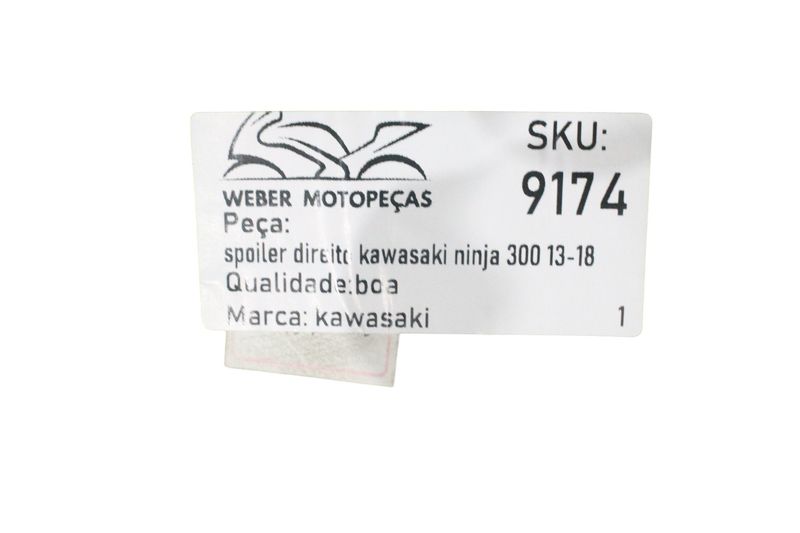 WEBER MOTOPEÇAS
SKU:
9174
Peça:
spoiler direito kawasaki ninja 300 13-18
Qualidade:boa
Marca: kawasaki 1